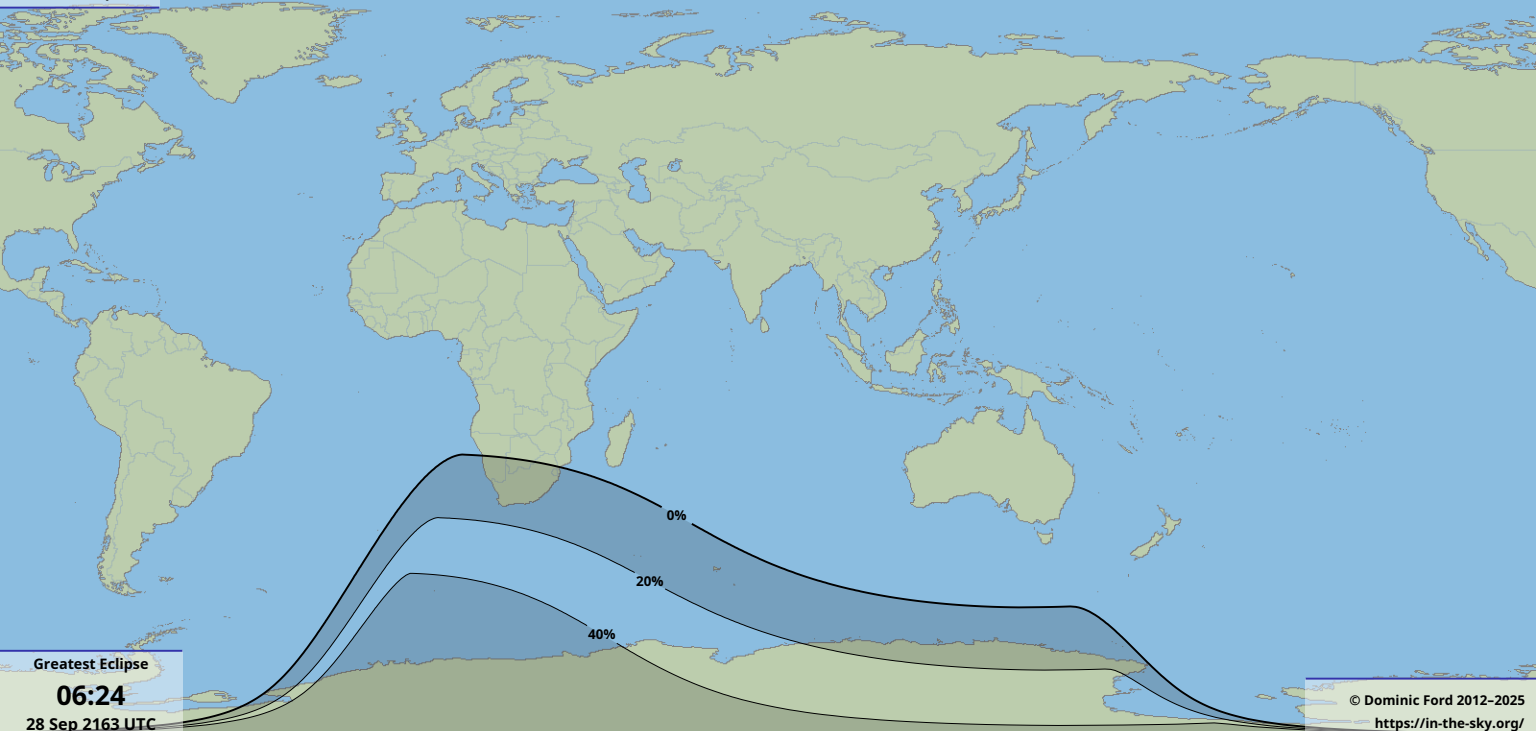 0%
20%
40%
Greatest Eclipse
06:24
28 Sep 2163 UTC
© Dominic Ford 2012–2025
https://in-the-sky.org/